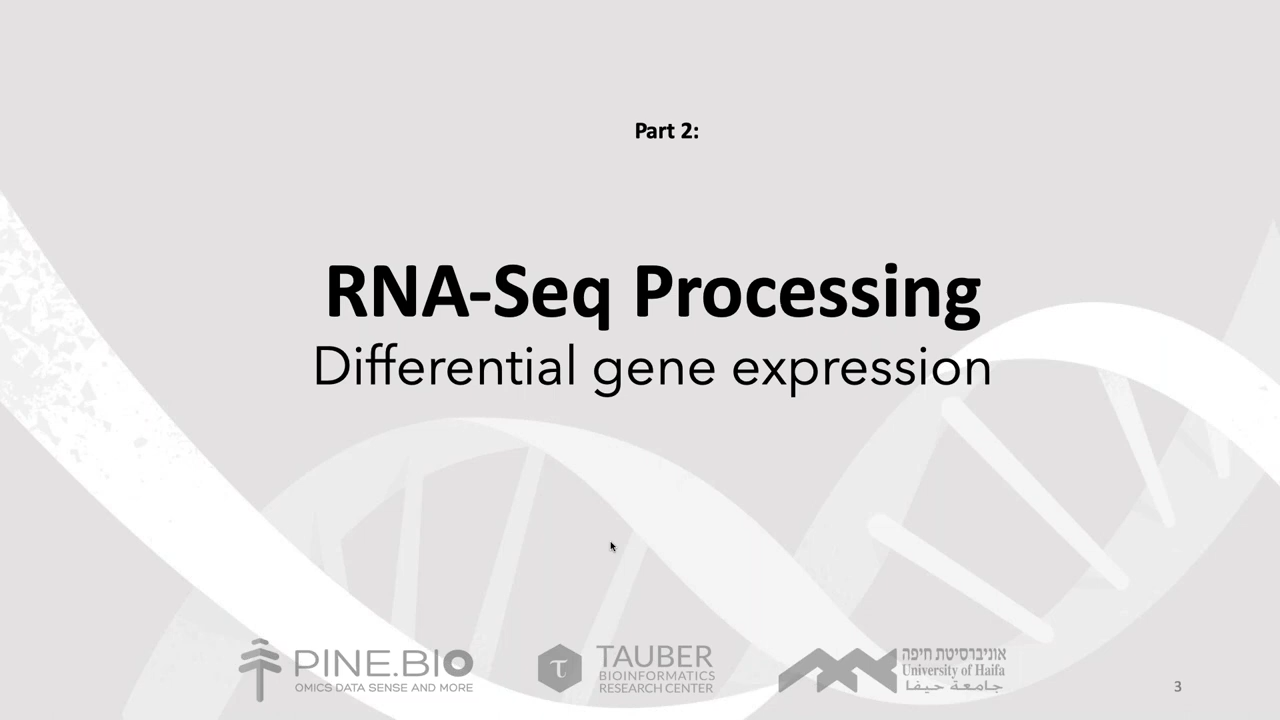 Part 2:
RNA-Seq Processing
Differential gene expression
PINE.BIO
OMICS DATA SENSE AND MORE
τ
TAUBER
BIOINFORMATICS
RESEARCH CENTER
אוניברסיטת חיפה
University of Haifa
جامعة حيفا
3